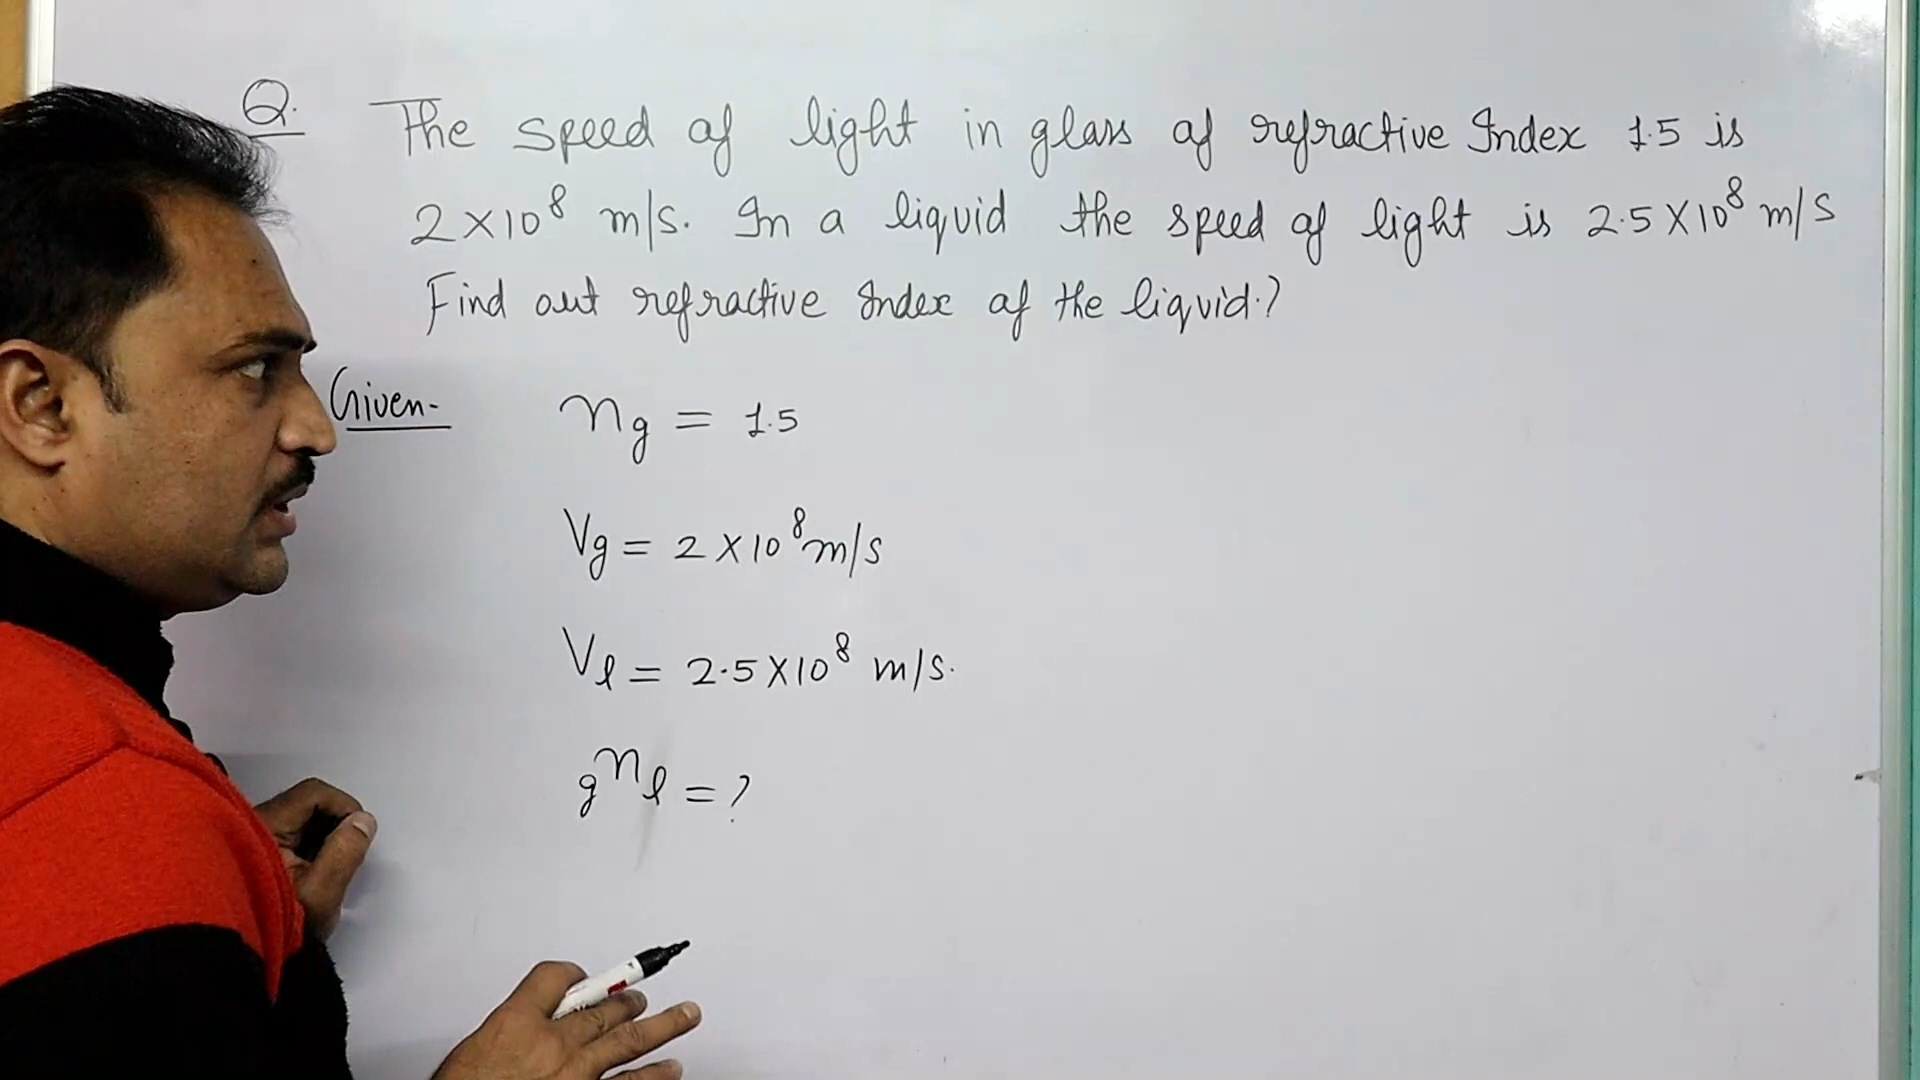 Q. The speed of light in glass of refractive Index 1.5 is
2×10⁸ m/s. In a liquid the speed of light is 2.5×10⁸ m/s
Find out refractive Index of the liquid.?
Given-
n_g = 1.5
V_g = 2×10⁸ m/s
V_l = 2.5×10⁸ m/s.
_g n_l = ?